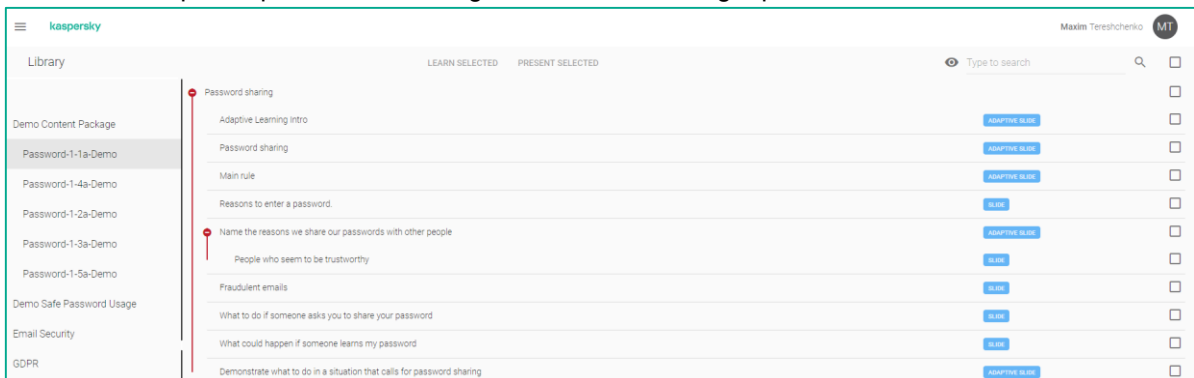 kaspersky
Maxim Tereshchenko MT
Library LEARN SELECTED PRESENT SELECTED Type to search
Password sharing
Demo Content Package
Adaptive Learning Intro ADAPTIVE SLIDE
Password-1-1a-Demo
Password sharing ADAPTIVE SLIDE
Password-1-4a-Demo
Main rule ADAPTIVE SLIDE
Password-1-2a-Demo
Reasons to enter a password. SLIDE
Password-1-3a-Demo
Name the reasons we share our passwords with other people ADAPTIVE SLIDE
Password-1-5a-Demo
People who seem to be trustworthy SLIDE
Demo Safe Password Usage
Fraudulent emails SLIDE
Email Security
What to do if someone asks you to share your password SLIDE
What could happen if someone learns my password SLIDE
GDPR
Demonstrate what to do in a situation that calls for password sharing ADAPTIVE SLIDE